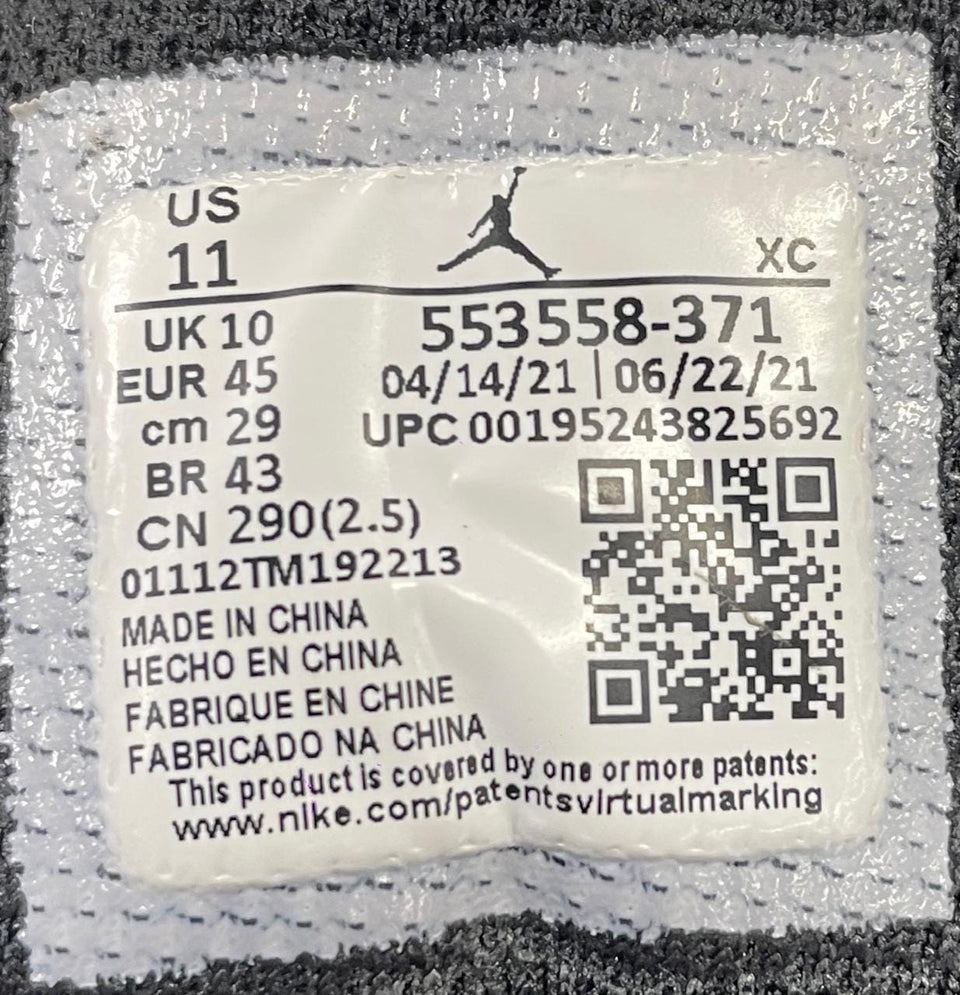 US
11
XC
UK 10
553558-371
EUR 45
04/14/21 | 06/22/21
cm 29
UPC 00195243825692
BR 43
CN 290(2.5)
01112TM192213
MADE IN CHINA
HECHO EN CHINA
FABRIQUE EN CHINE
FABRICADO NA CHINA
This product is covered by one or more patents:
www.nike.com/patentsvirtualmarking